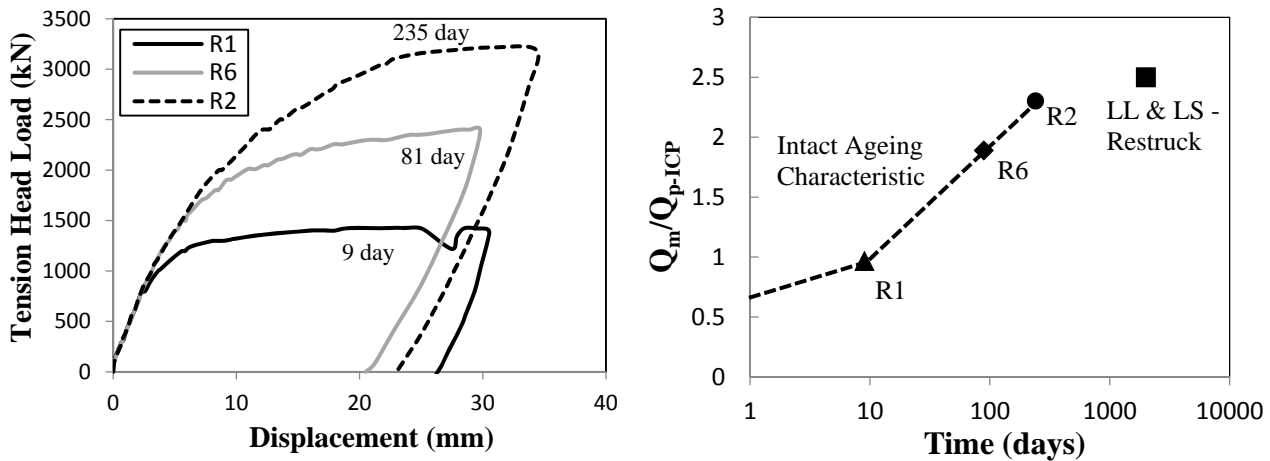 Tension Head Load (kN)
3500
3000
2500
2000
1500
1000
500
0
R1
R6
R2
235 day
81 day
9 day
0 10 20 30 40
Displacement (mm)
Qm/Qp-ICP
3
2.5
2
1.5
1
0.5
0
Intact Ageing
Characteristic
LL & LS -
Restruck
R2
R6
R1
1 10 100 1000 10000
Time (days)